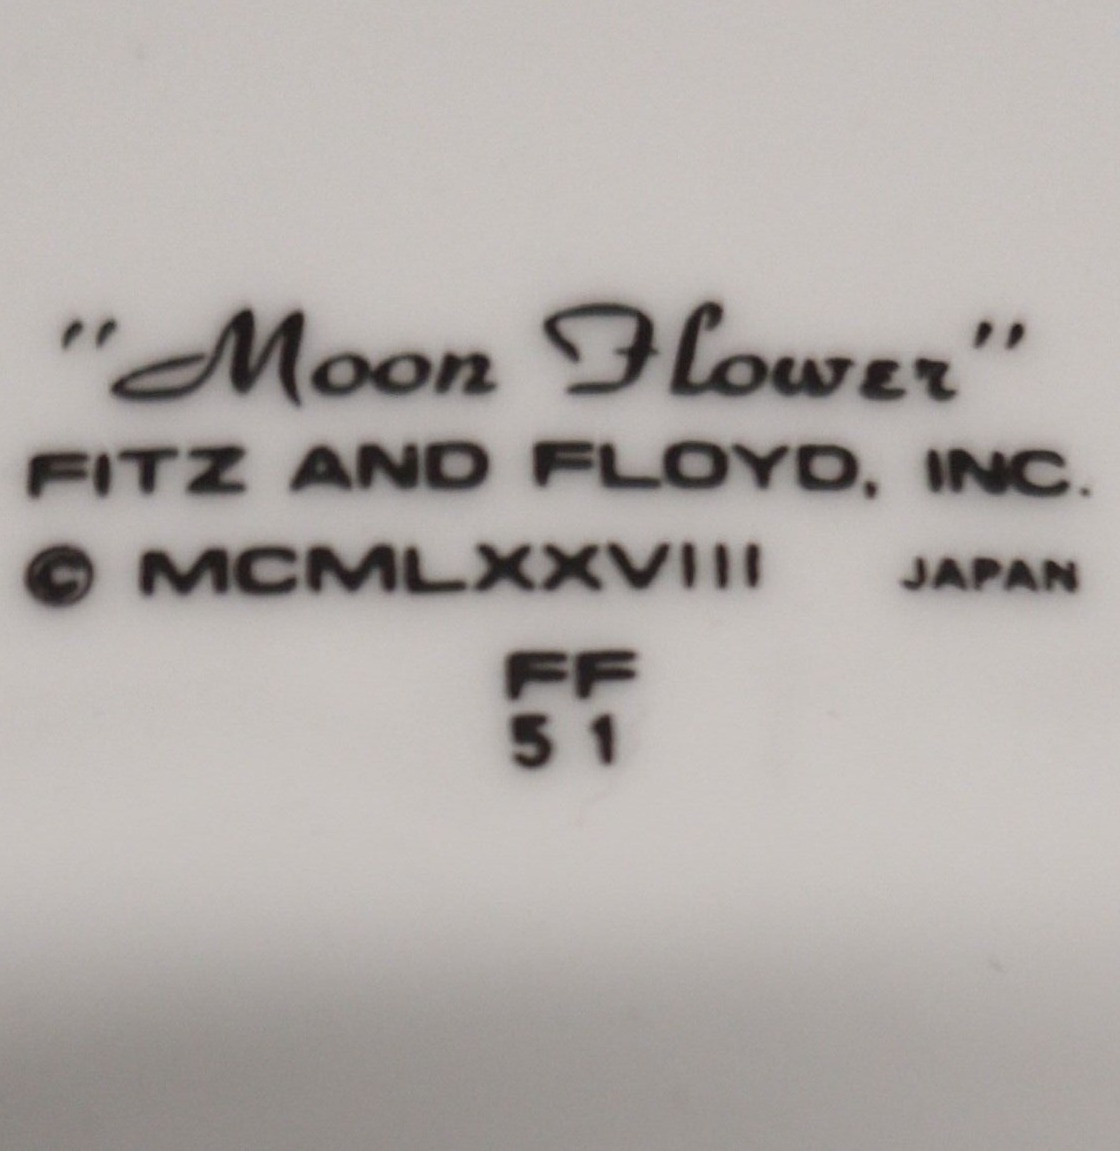 "Moon Flower"
FITZ AND FLOYD, INC.
© MCMLXXVIII JAPAN
FF
51